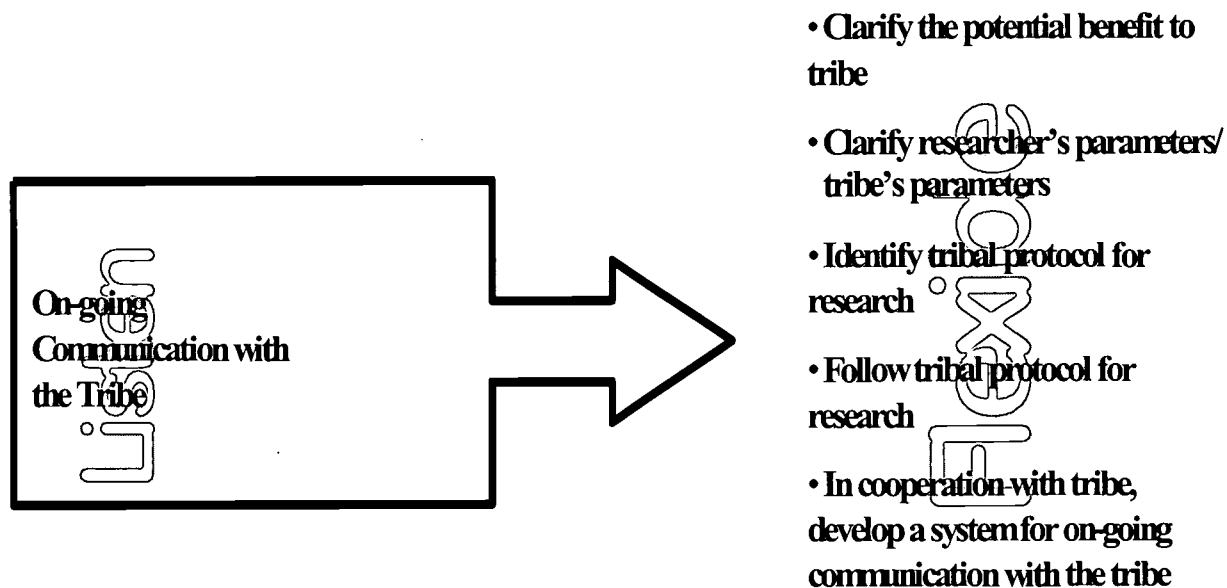 On-going
Communication with
the Tribe
Listen
• Clarify the potential benefit to
tribe
• Clarify researcher's parameters/
tribe's parameters
• Identify tribal protocol for
research
• Follow tribal protocol for
research
• In cooperation with tribe,
develop a system for on-going
communication with the tribe
Flexible